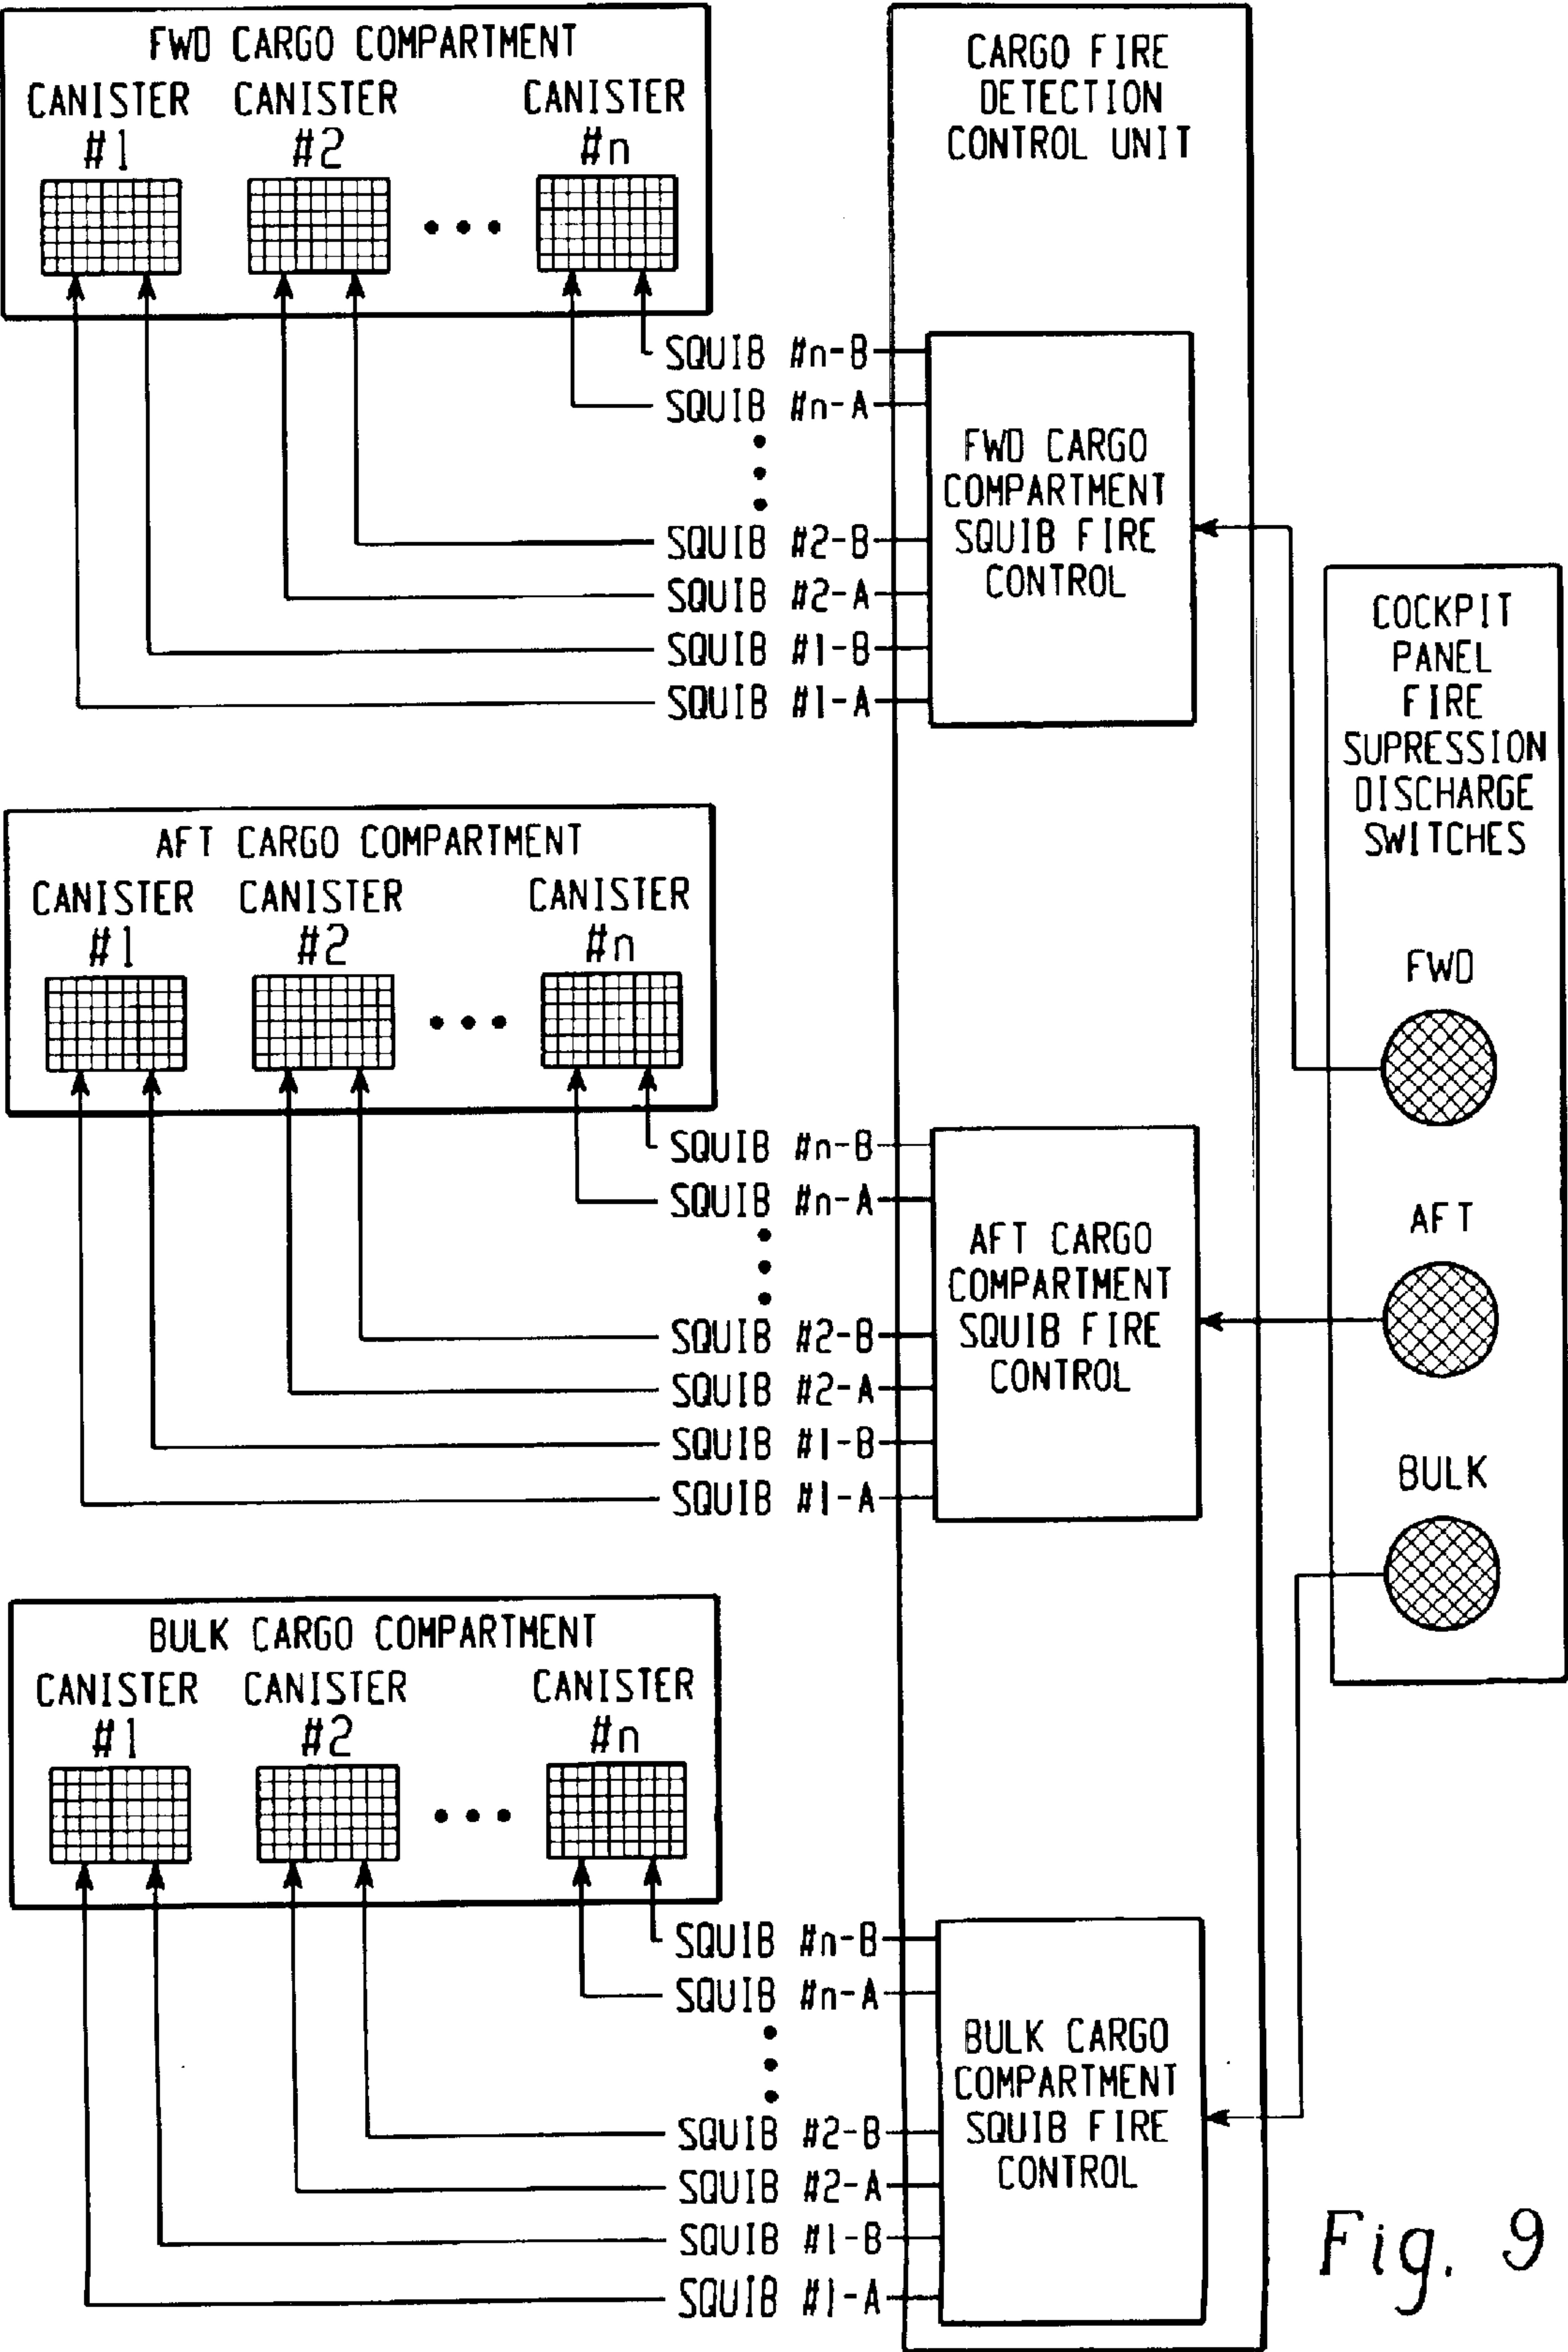 FWD CARGO COMPARTMENT
CANISTER #1
CANISTER #2
CANISTER #n
SQUIB #n-B
SQUIB #n-A
SQUIB #2-B
SQUIB #2-A
SQUIB #1-B
SQUIB #1-A
AFT CARGO COMPARTMENT
CANISTER #1
CANISTER #2
CANISTER #n
SQUIB #n-B
SQUIB #n-A
SQUIB #2-B
SQUIB #2-A
SQUIB #1-B
SQUIB #1-A
BULK CARGO COMPARTMENT
CANISTER #1
CANISTER #2
CANISTER #n
SQUIB #n-B
SQUIB #n-A
SQUIB #2-B
SQUIB #2-A
SQUIB #1-B
SQUIB #1-A
CARGO FIRE
DETECTION
CONTROL UNIT
FWD CARGO
COMPARTMENT
SQUIB FIRE
CONTROL
AFT CARGO
COMPARTMENT
SQUIB FIRE
CONTROL
BULK CARGO
COMPARTMENT
SQUIB FIRE
CONTROL
COCKPIT
PANEL
FIRE
SUPRESSION
DISCHARGE
SWITCHES
FWD
AFT
BULK
Fig. 9